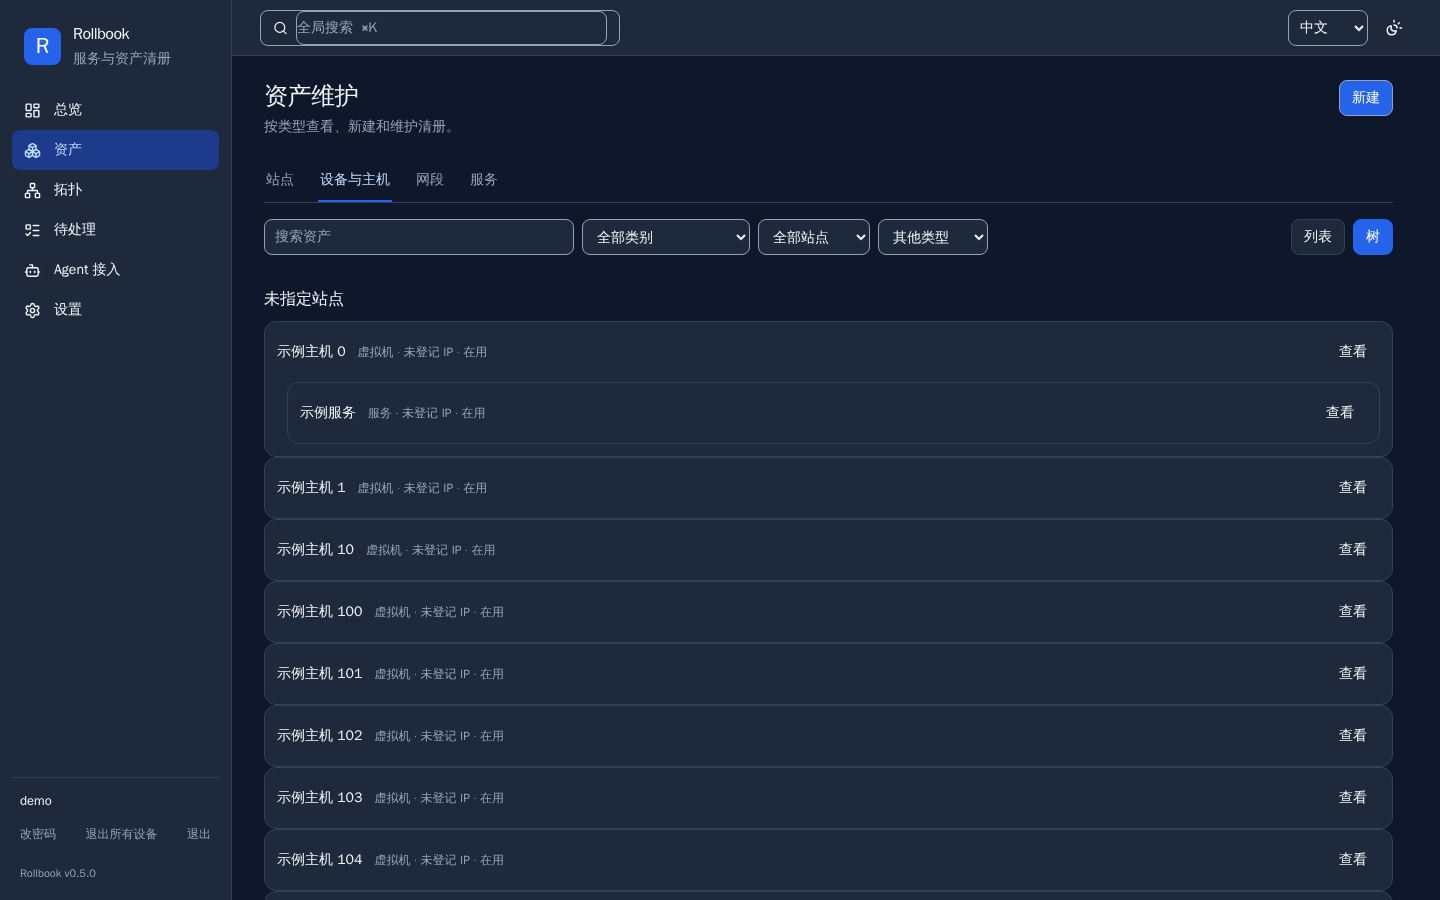 R
Rollbook
服务与资产清册
总览
资产
拓扑
待处理
Agent 接入
设置
demo
改密码 退出所有设备 退出
Rollbook v0.5.0
全局搜索 ⌘K
中文
资产维护
按类型查看、新建和维护清册。
新建
站点 设备与主机 网段 服务
搜索资产 全部类别 全部站点 其他类型 列表 树
未指定站点
示例主机 0 虚拟机 · 未登记 IP · 在用 查看
示例服务 服务 · 未登记 IP · 在用 查看
示例主机 1 虚拟机 · 未登记 IP · 在用 查看
示例主机 10 虚拟机 · 未登记 IP · 在用 查看
示例主机 100 虚拟机 · 未登记 IP · 在用 查看
示例主机 101 虚拟机 · 未登记 IP · 在用 查看
示例主机 102 虚拟机 · 未登记 IP · 在用 查看
示例主机 103 虚拟机 · 未登记 IP · 在用 查看
示例主机 104 虚拟机 · 未登记 IP · 在用 查看